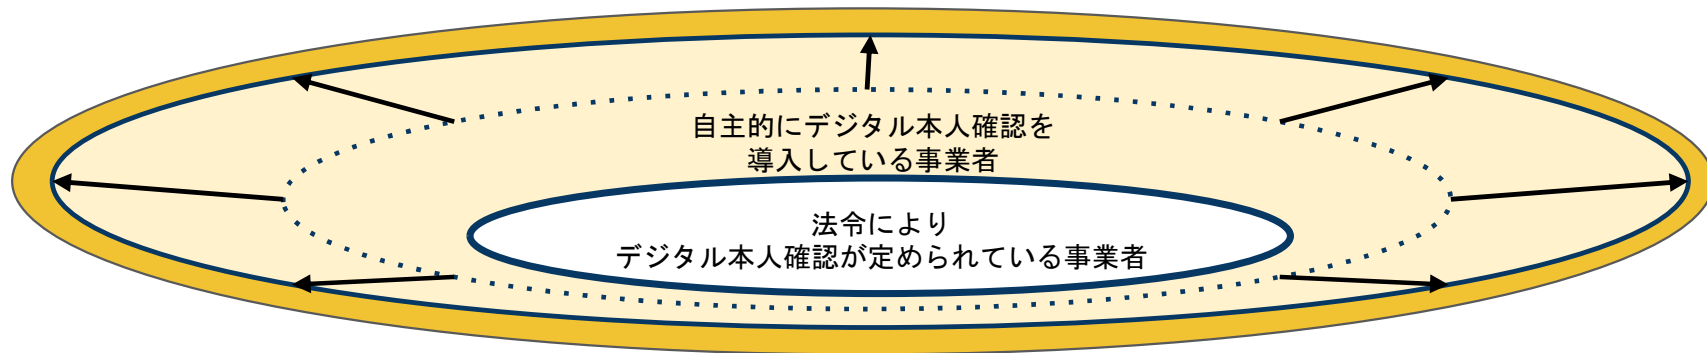 自主的にデジタル本人確認を
導入している事業者
法令により
デジタル本人確認が定められている事業者